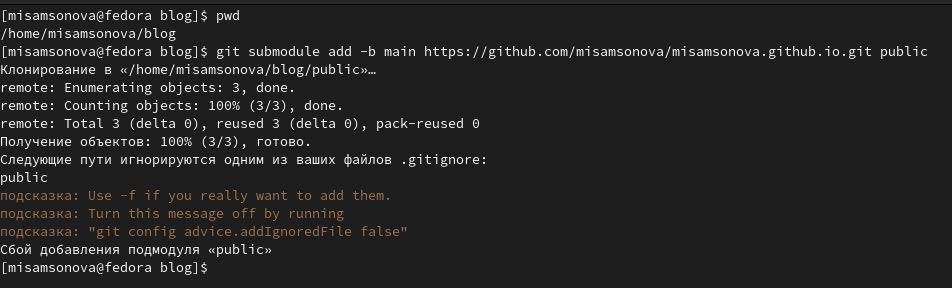 [misamsonova@fedora blog]$ pwd
/home/misamsonova/blog
[misamsonova@fedora blog]$ git submodule add -b main https://github.com/misamsonova/misamsonova.github.io.git public
Клонирование в «/home/misamsonova/blog/public»…
remote: Enumerating objects: 3, done.
remote: Counting objects: 100% (3/3), done.
remote: Total 3 (delta 0), reused 3 (delta 0), pack-reused 0
Получение объектов: 100% (3/3), готово.
Следующие пути игнорируются одним из ваших файлов .gitignore:
public
подсказка: Use -f if you really want to add them.
подсказка: Turn this message off by running
подсказка: "git config advice.addIgnoredFile false"
Сбой добавления подмодуля «public»
[misamsonova@fedora blog]$